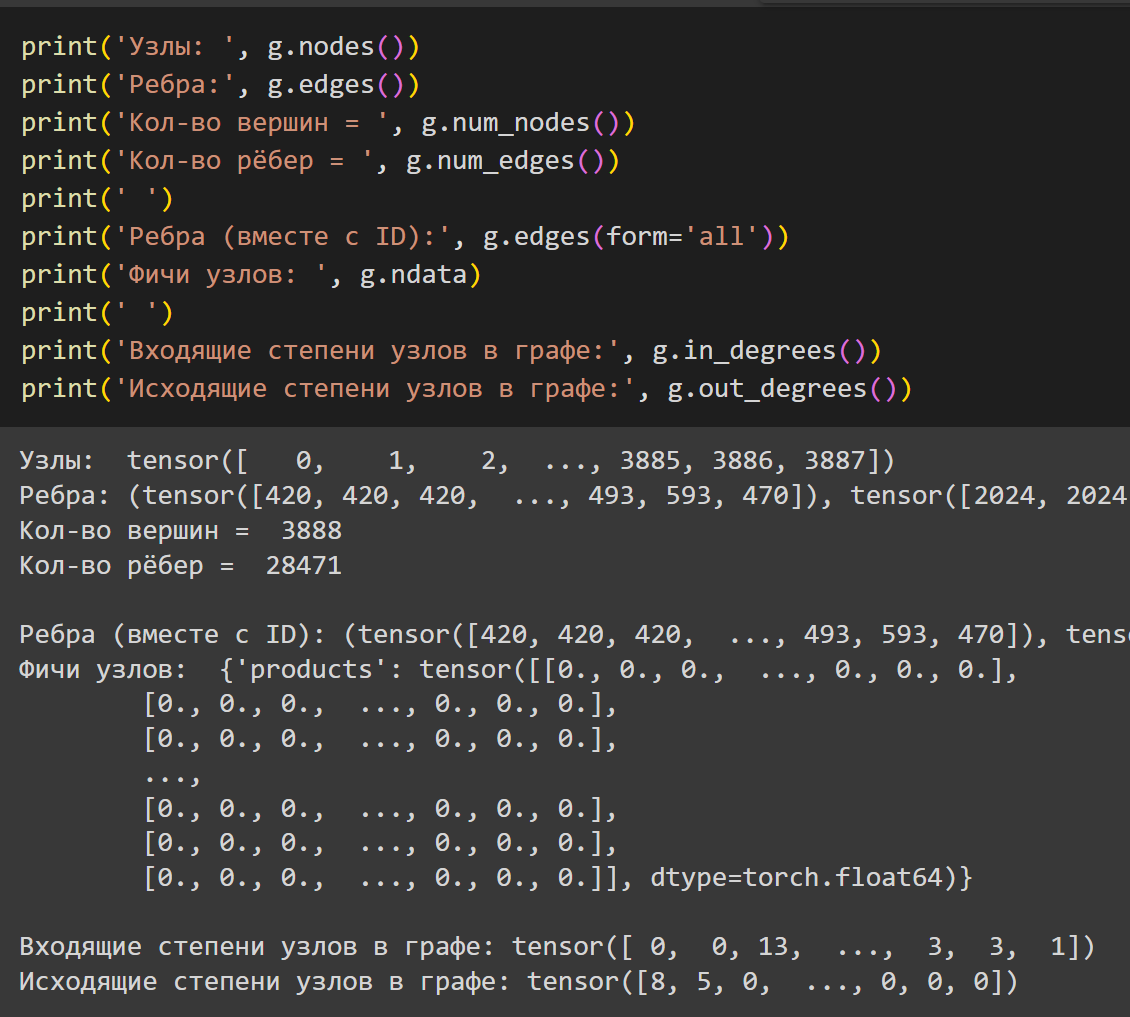 print('Узлы: ', g.nodes())
print('Ребра:', g.edges())
print('Кол-во вершин = ', g.num_nodes())
print('Кол-во рёбер = ', g.num_edges())
print(' ')
print('Ребра (вместе с ID):', g.edges(form='all'))
print('Фичи узлов: ', g.ndata)
print(' ')
print('Входящие степени узлов в графе:', g.in_degrees())
print('Исходящие степени узлов в графе:', g.out_degrees())
Узлы:  tensor([   0,    1,    2,  ..., 3885, 3886, 3887])
Ребра: (tensor([420, 420, 420,  ..., 493, 593, 470]), tensor([2024, 2024
Кол-во вершин =  3888
Кол-во рёбер =  28471
Ребра (вместе с ID): (tensor([420, 420, 420,  ..., 493, 593, 470]), tens
Фичи узлов:  {'products': tensor([[0., 0., 0.,  ..., 0., 0., 0.],
        [0., 0., 0.,  ..., 0., 0., 0.],
        [0., 0., 0.,  ..., 0., 0., 0.],
        ...,
        [0., 0., 0.,  ..., 0., 0., 0.],
        [0., 0., 0.,  ..., 0., 0., 0.],
        [0., 0., 0.,  ..., 0., 0., 0.]], dtype=torch.float64)}
Входящие степени узлов в графе: tensor([ 0,  0, 13,  ...,  3,  3,  1])
Исходящие степени узлов в графе: tensor([8, 5, 0,  ..., 0, 0, 0])